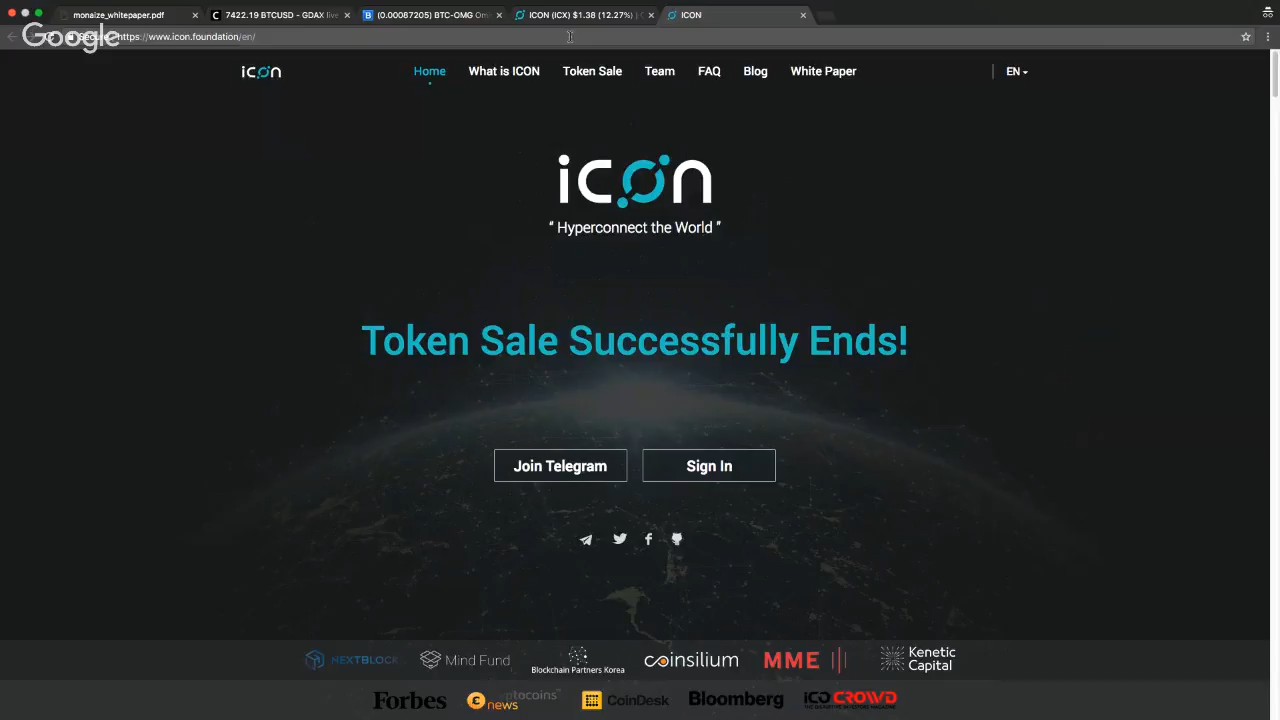 monaize_whitepaper.pdf
7422.19 BTCUSD - GDAX live
(0.00087205) BTC-OMG Om
ICON (ICX) $1.38 (12.27%) |
ICON
Google
Secure
https://www.icon.foundation/en/
icon
Home
What is ICON
Token Sale
Team
FAQ
Blog
White Paper
EN
icon
“ Hyperconnect the World ”
Token Sale Successfully Ends!
Join Telegram
Sign In
NEXTBLOCK
Mind Fund
Blockchain Partners Korea
coinsilium
MME
Kenetic
Capital
Forbes
news
CoinDesk
Bloomberg
ICO CROWD